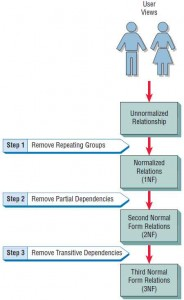 User
Views
Unnormalized
Relationship
Step 1 Remove Repeating Groups
Normalized
Relations
(1NF)
Step 2 Remove Partial Dependencies
Second Normal
Form Relations
(2NF)
Step 3 Remove Transitive Dependencies
Third Normal
Form Relations
(3NF)